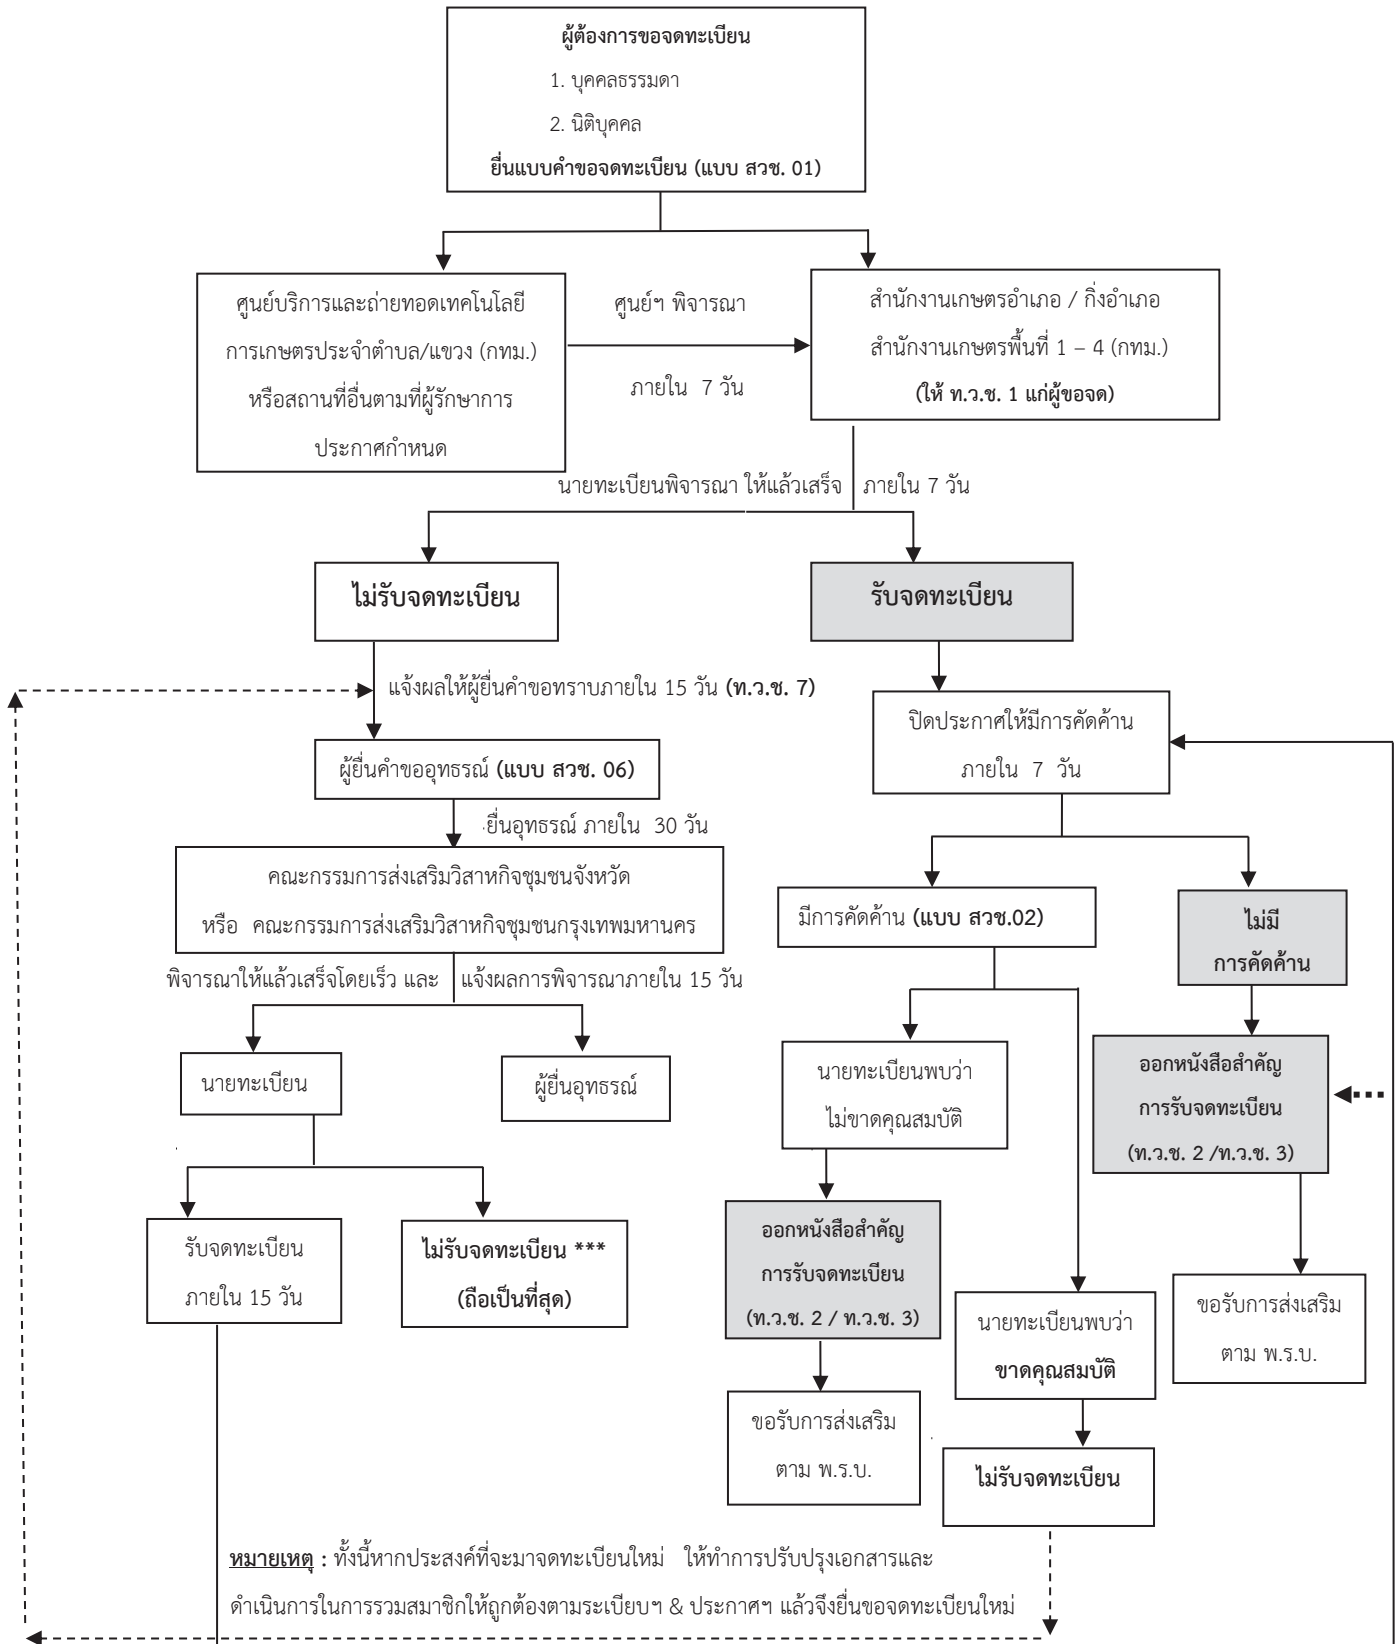 ผู้ต้องการขอจดทะเบียน
1. บุคคลธรรมดา
2. นิติบุคคล
ยื่นแบบคำขอจดทะเบียน (แบบ สวช. 01)
ศูนย์บริการและถ่ายทอดเทคโนโลยี
การเกษตรประจำตำบล/แขวง (กทม.)
หรือสถานที่อื่นตามที่ผู้รักษาการ
ประกาศกำหนด
ศูนย์ฯ พิจารณา
ภายใน 7 วัน
สำนักงานเกษตรอำเภอ / กิ่งอำเภอ
สำนักงานเกษตรพื้นที่ 1 – 4 (กทม.)
(ให้ ท.ว.ช. 1 แก่ผู้ขอจด)
นายทะเบียนพิจารณา ให้แล้วเสร็จ ภายใน 7 วัน
ไม่รับจดทะเบียน
รับจดทะเบียน
แจ้งผลให้ผู้ยื่นคำขอทราบภายใน 15 วัน (ท.ว.ช. 7)
ปิดประกาศให้มีการคัดค้าน
ภายใน 7 วัน
ผู้ยื่นคำขออุทธรณ์ (แบบ สวช. 06)
ยื่นอุทธรณ์ ภายใน 30 วัน
คณะกรรมการส่งเสริมวิสาหกิจชุมชนจังหวัด
หรือ คณะกรรมการส่งเสริมวิสาหกิจชุมชนกรุงเทพมหานคร
มีการคัดค้าน (แบบ สวช.02)
ไม่มี
การคัดค้าน
พิจารณาให้แล้วเสร็จโดยเร็ว และ แจ้งผลการพิจารณาภายใน 15 วัน
นายทะเบียน
ผู้ยื่นอุทธรณ์
นายทะเบียนพบว่า
ไม่ขาดคุณสมบัติ
ออกหนังสือสำคัญ
การรับจดทะเบียน
(ท.ว.ช. 2 /ท.ว.ช. 3)
รับจดทะเบียน
ภายใน 15 วัน
ไม่รับจดทะเบียน ***
(ถือเป็นที่สุด)
ออกหนังสือสำคัญ
การรับจดทะเบียน
(ท.ว.ช. 2 / ท.ว.ช. 3)
นายทะเบียนพบว่า
ขาดคุณสมบัติ
ขอรับการส่งเสริม
ตาม พ.ร.บ.
ขอรับการส่งเสริม
ตาม พ.ร.บ.
ไม่รับจดทะเบียน
หมายเหตุ : ทั้งนี้หากประสงค์ที่จะมาจดทะเบียนใหม่ ให้ทำการปรับปรุงเอกสารและ
ดำเนินการในการรวมสมาชิกให้ถูกต้องตามระเบียบฯ & ประกาศฯ แล้วจึงยื่นขอจดทะเบียนใหม่